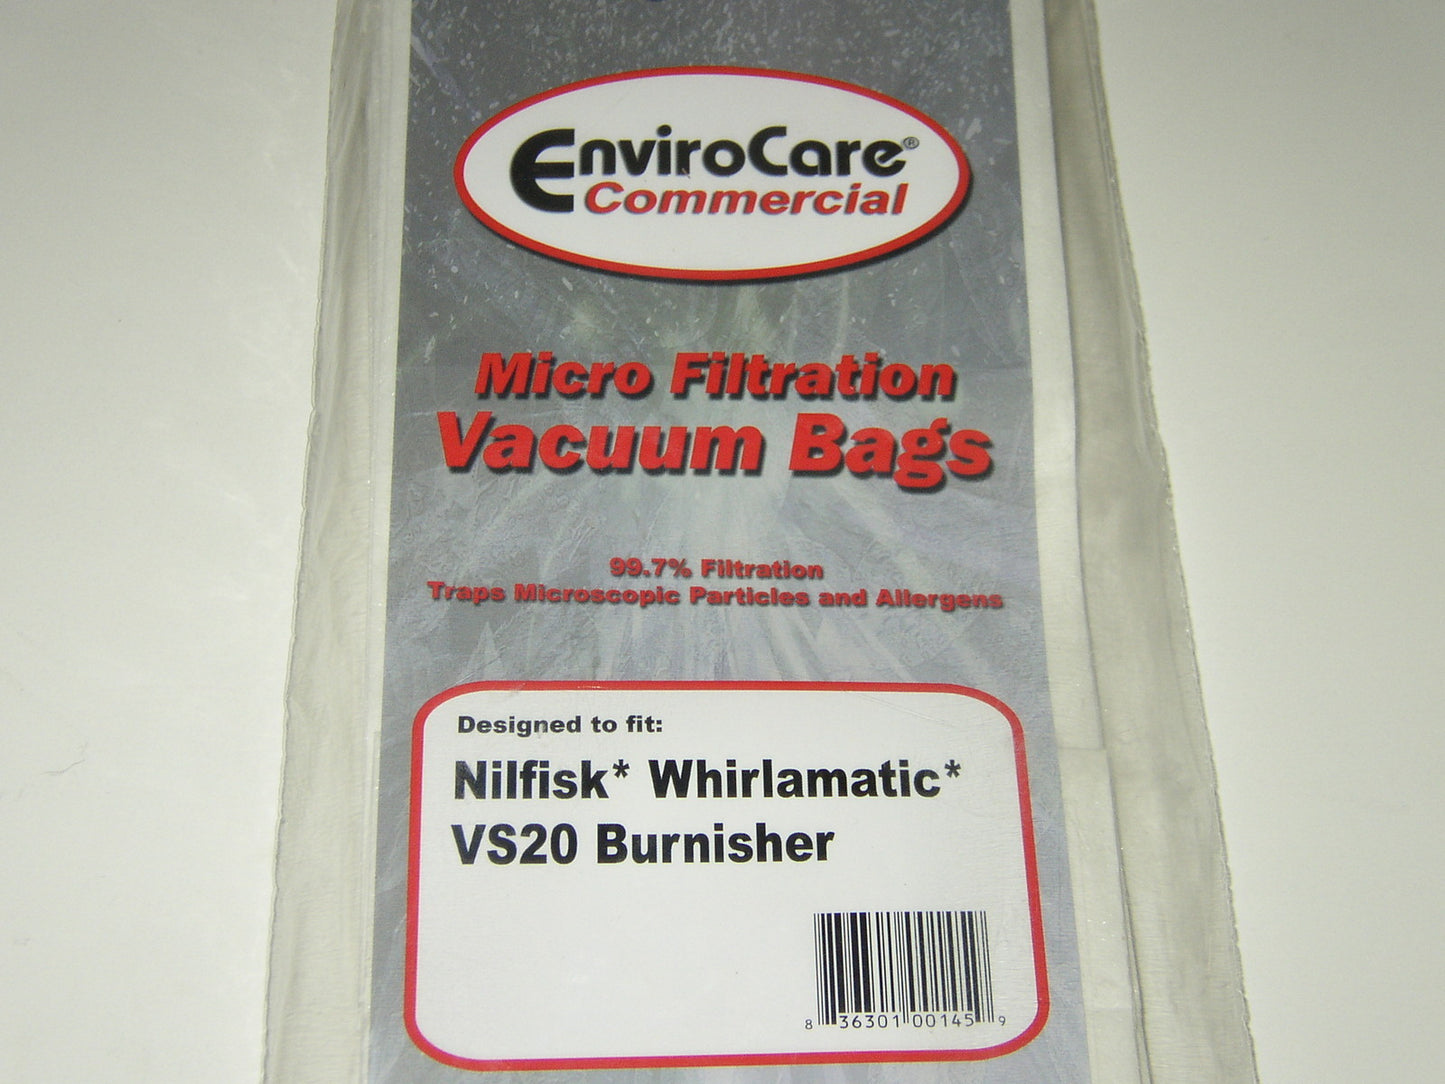 EnviroCare®
Commercial
Micro Filtration
Vacuum Bags
99.7% Filtration
Traps Microscopic Particles and Allergens
Designed to fit:
Nilfisk* Whirlamatic*
VS20 Burnisher
8 36301 00145 9